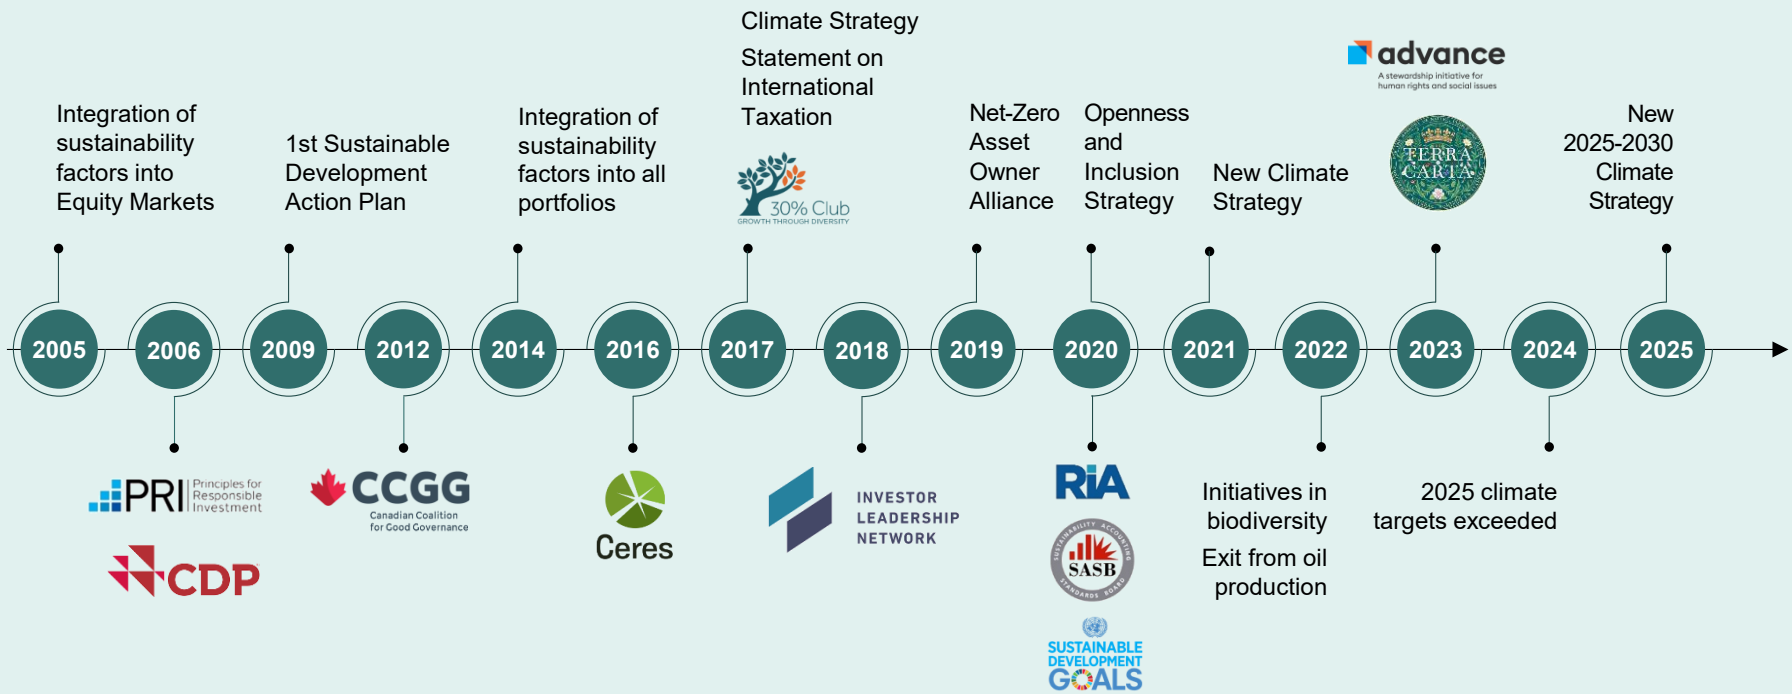 Integration of
sustainability
factors into
Equity Markets
1st Sustainable
Development
Action Plan
Integration of
sustainability
factors into all
portfolios
Climate Strategy
Statement on
International
Taxation
30% Club
GROWTH THROUGH DIVERSITY
Net-Zero
Asset
Owner
Alliance
Openness
and
Inclusion
Strategy
New Climate
Strategy
advance
A stewardship initiative for
human rights and social issues
TERRA
CARTA
New
2025-2030
Climate
Strategy
2005
2006
2009
2012
2014
2016
2017
2018
2019
2020
2021
2022
2023
2024
2025
PRI
Principles for
Responsible
Investment
CDP
CCGG
Canadian Coalition
for Good Governance
Ceres
INVESTOR
LEADERSHIP
NETWORK
RiA
SUSTAINABILITY ACCOUNTING
SASB
STANDARDS BOARD
SUSTAINABLE
DEVELOPMENT
GOALS
Initiatives in
biodiversity
Exit from oil
production
2025 climate
targets exceeded